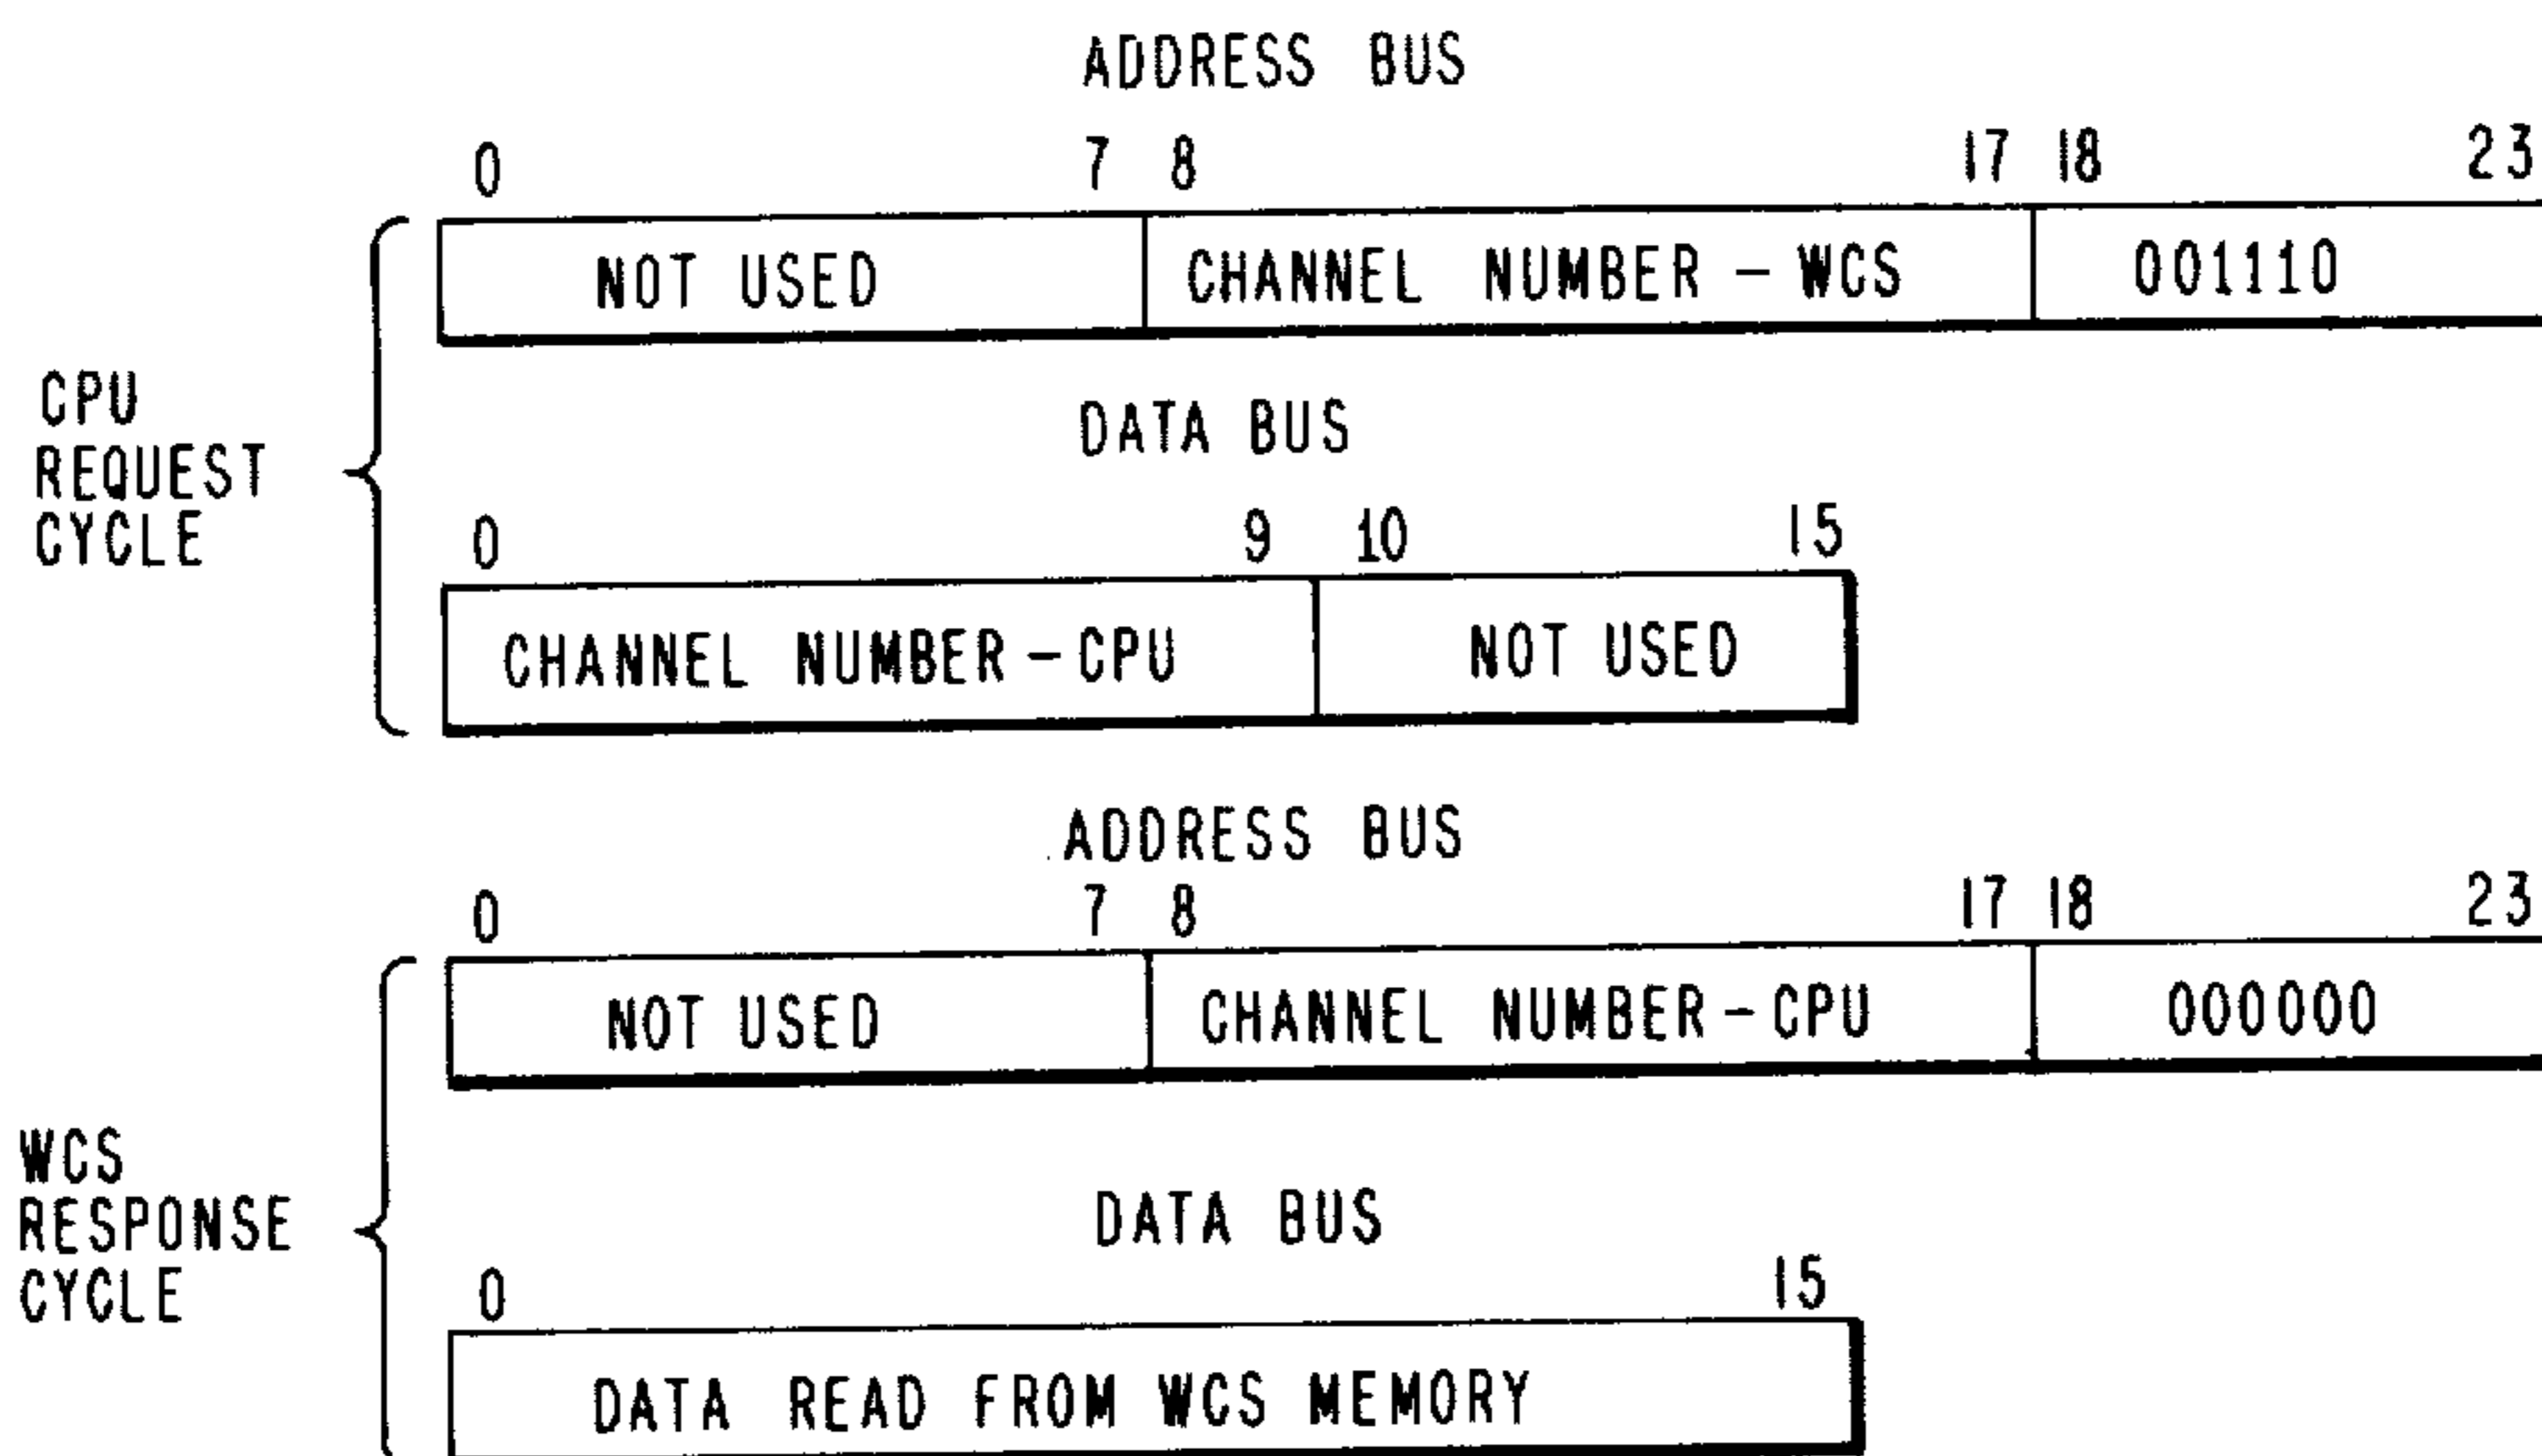 ADDRESS BUS
0 7 8 17 18 23
NOT USED CHANNEL NUMBER - WCS 001110
CPU
REQUEST
CYCLE
DATA BUS
0 9 10 15
CHANNEL NUMBER - CPU NOT USED
ADDRESS BUS
0 7 8 17 18 23
NOT USED CHANNEL NUMBER - CPU 000000
WCS
RESPONSE
CYCLE
DATA BUS
0 15
DATA READ FROM WCS MEMORY